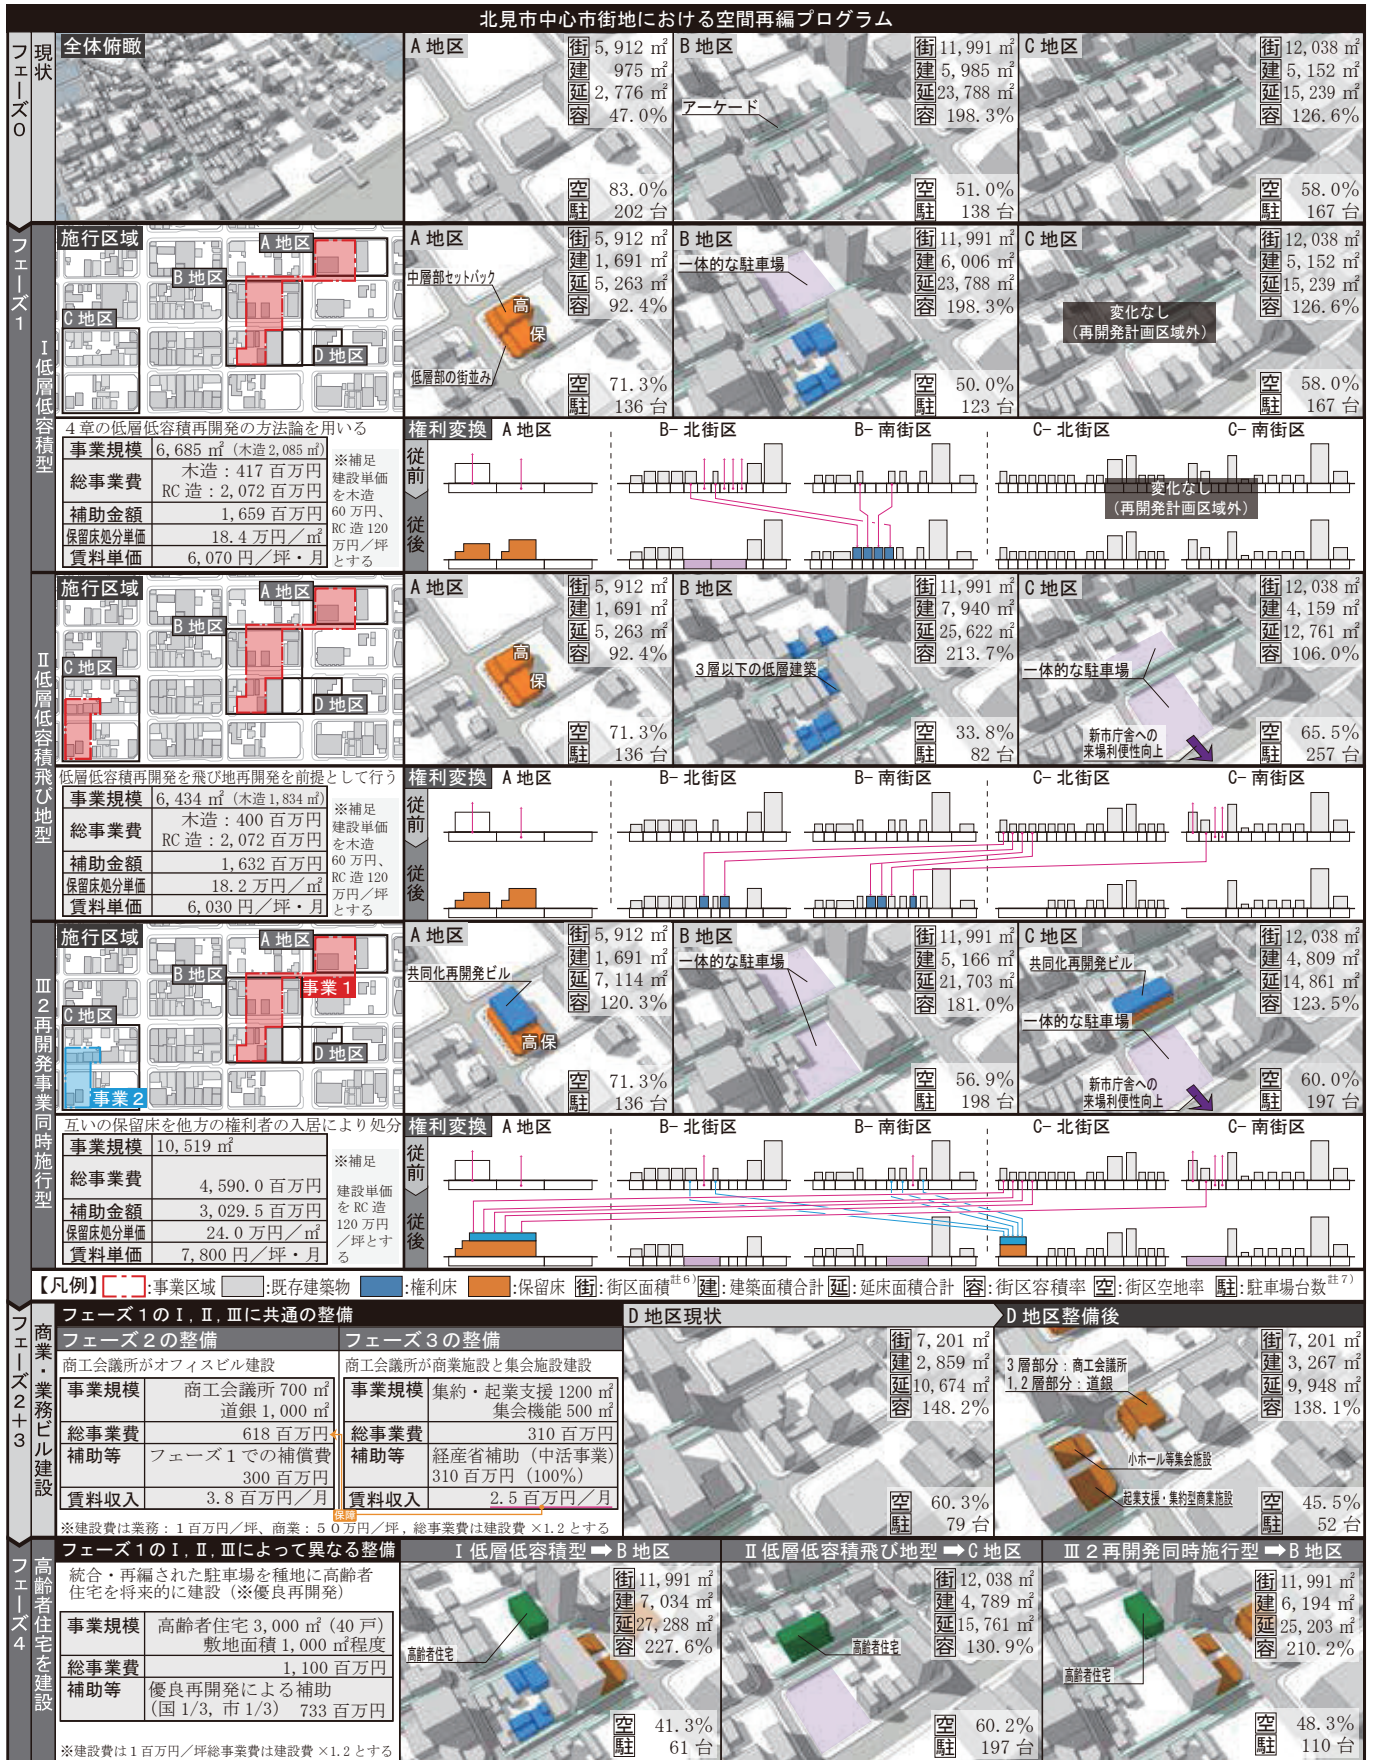 北見市中心市街地における空間再編プログラム
フェーズ0
現状
全体俯瞰
A 地区
街 5,912 ㎡
建 975 ㎡
延 2,776 ㎡
容 47.0%
空 83.0%
駐 202 台
B 地区
アーケード
街 11,991 ㎡
建 5,985 ㎡
延 23,788 ㎡
容 198.3%
空 51.0%
駐 138 台
C 地区
街 12,038 ㎡
建 5,152 ㎡
延 15,239 ㎡
容 126.6%
空 58.0%
駐 167 台
フェーズ1
Ⅰ低層低容積型
施行区域
A 地区
B 地区
C 地区
D 地区
A 地区
中層部セットバック
高
保
低層部の街並み
街 5,912 ㎡
建 1,691 ㎡
延 5,263 ㎡
容 92.4%
空 71.3%
駐 136 台
B 地区
一体的な駐車場
街 11,991 ㎡
建 6,006 ㎡
延 23,788 ㎡
容 198.3%
空 50.0%
駐 123 台
C 地区
変化なし
(再開発計画区域外)
街 12,038 ㎡
建 5,152 ㎡
延 15,239 ㎡
容 126.6%
空 58.0%
駐 167 台
4 章の低層低容積再開発の方法論を用いる
事業規模 6,685 ㎡ (木造 2,085 ㎡)
総事業費 木造：417 百万円
RC 造：2,072 百万円
補助金額 1,659 百万円
保留床処分単価 18.4 万円／㎡
賃料単価 6,070 円／坪・月
※補足
建設単価
を木造
60 万円、
RC 造 120
万円／坪
とする
権利変換 A 地区 B- 北街区 B- 南街区 C- 北街区 C- 南街区
従前
従後
変化なし
(再開発計画区域外)
Ⅱ低層低容積飛び地型
施行区域
A 地区
B 地区
C 地区
D 地区
A 地区
高
保
街 5,912 ㎡
建 1,691 ㎡
延 5,263 ㎡
容 92.4%
空 71.3%
駐 136 台
B 地区
3 層以下の低層建築
街 11,991 ㎡
建 7,940 ㎡
延 25,622 ㎡
容 213.7%
空 33.8%
駐 82 台
C 地区
一体的な駐車場
新市庁舎への
来場利便性向上
街 12,038 ㎡
建 4,159 ㎡
延 12,761 ㎡
容 106.0%
空 65.5%
駐 257 台
低層低容積再開発を飛び地再開発を前提として行う
事業規模 6,434 ㎡ (木造 1,834 ㎡)
総事業費 木造：400 百万円
RC 造：2,072 百万円
補助金額 1,632 百万円
保留床処分単価 18.2 万円／㎡
賃料単価 6,030 円／坪・月
※補足
建設単価
を木造
60 万円、
RC 造 120
万円／坪
とする
権利変換 A 地区 B- 北街区 B- 南街区 C- 北街区 C- 南街区
従前
従後
Ⅲ2再開発事業同時施行型
施行区域
A 地区
B 地区
事業 1
C 地区
D 地区
事業 2
A 地区
共同化再開発ビル
高保
街 5,912 ㎡
建 1,691 ㎡
延 7,114 ㎡
容 120.3%
空 71.3%
駐 136 台
B 地区
一体的な駐車場
街 11,991 ㎡
建 5,166 ㎡
延 21,703 ㎡
容 181.0%
空 56.9%
駐 198 台
C 地区
共同化再開発ビル
一体的な駐車場
新市庁舎への
来場利便性向上
街 12,038 ㎡
建 4,809 ㎡
延 14,861 ㎡
容 123.5%
空 60.0%
駐 197 台
互いの保留床を他方の権利者の入居により処分
事業規模 10,519 ㎡
総事業費 4,590.0 百万円
補助金額 3,029.5 百万円
保留床処分単価 24.0 万円／㎡
賃料単価 7,800 円／坪・月
※補足
建設単価
を RC 造
120 万円
／坪とす
る
権利変換 A 地区 B- 北街区 B- 南街区 C- 北街区 C- 南街区
従前
従後
【凡例】 :事業区域 :既存建築物 :権利床 :保留床 街:街区面積註6) 建:建築面積合計 延:延床面積合計 容:街区容積率 空:街区空地率 駐:駐車場台数註7)
フェーズ2+3
商業・業務ビル建設
フェーズ1の Ⅰ, Ⅱ, Ⅲに共通の整備
フェーズ2の整備
商工会議所がオフィスビル建設
事業規模 商工会議所 700 ㎡
道銀 1,000 ㎡
総事業費 618 百万円
補助等 フェーズ 1 での補償費
300 百万円
賃料収入 3.8 百万円／月
フェーズ3の整備
商工会議所が商業施設と集会施設建設
事業規模 集約・起業支援 1200 ㎡
集会機能 500 ㎡
総事業費 310 百万円
補助等 経産省補助 (中活事業)
310 百万円 (100%)
賃料収入 2.5 百万円／月
保障
※建設費は業務：1 百万円／坪、商業：5 0 万円／坪，総事業費は建設費 ×1.2 とする
D 地区現状
街 7,201 ㎡
建 2,859 ㎡
延 10,674 ㎡
容 148.2%
空 60.3%
駐 79 台
D 地区整備後
3 層部分：商工会議所
1,2 層部分：道銀
小ホール等集会施設
起業支援・集約型商業施設
街 7,201 ㎡
建 3,267 ㎡
延 9,948 ㎡
容 138.1%
空 45.5%
駐 52 台
フェーズ4
高齢者住宅を建設
フェーズ1の Ⅰ, Ⅱ, Ⅲによって異なる整備
統合・再編された駐車場を種地に高齢者
住宅を将来的に建設 (※優良再開発)
事業規模 高齢者住宅 3,000 ㎡ (40 戸)
敷地面積 1,000 ㎡程度
総事業費 1,100 百万円
補助等 優良再開発による補助
(国 1/3, 市 1/3) 733 百万円
※建設費は 1 百万円／坪総事業費は建設費 ×1.2 とする
Ⅰ 低層低容積型 ➡ B 地区
高齢者住宅
街 11,991 ㎡
建 7,034 ㎡
延 27,288 ㎡
容 227.6%
空 41.3%
駐 61 台
Ⅱ 低層低容積飛び地型 ➡ C 地区
高齢者住宅
街 12,038 ㎡
建 4,789 ㎡
延 15,761 ㎡
容 130.9%
空 60.2%
駐 197 台
Ⅲ 2 再開発同時施行型 ➡ B 地区
高齢者住宅
街 11,991 ㎡
建 6,194 ㎡
延 25,203 ㎡
容 210.2%
空 48.3%
駐 110 台